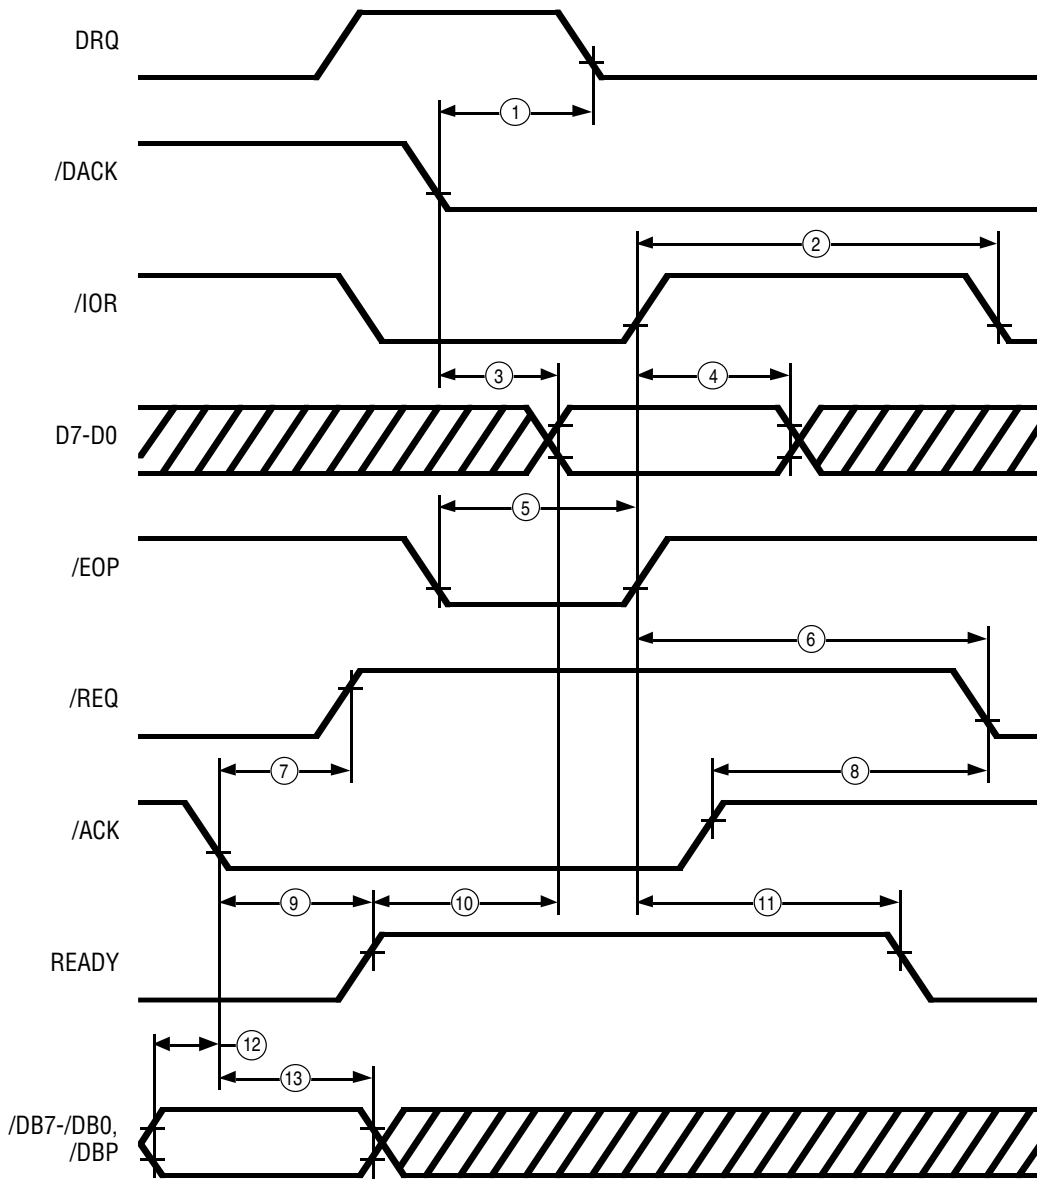 DRQ
1
/DACK
2
/IOR
3
4
D7-D0
5
/EOP
6
/REQ
7
8
/ACK
9
10
11
READY
12
13
/DB7-/DB0,
/DBP